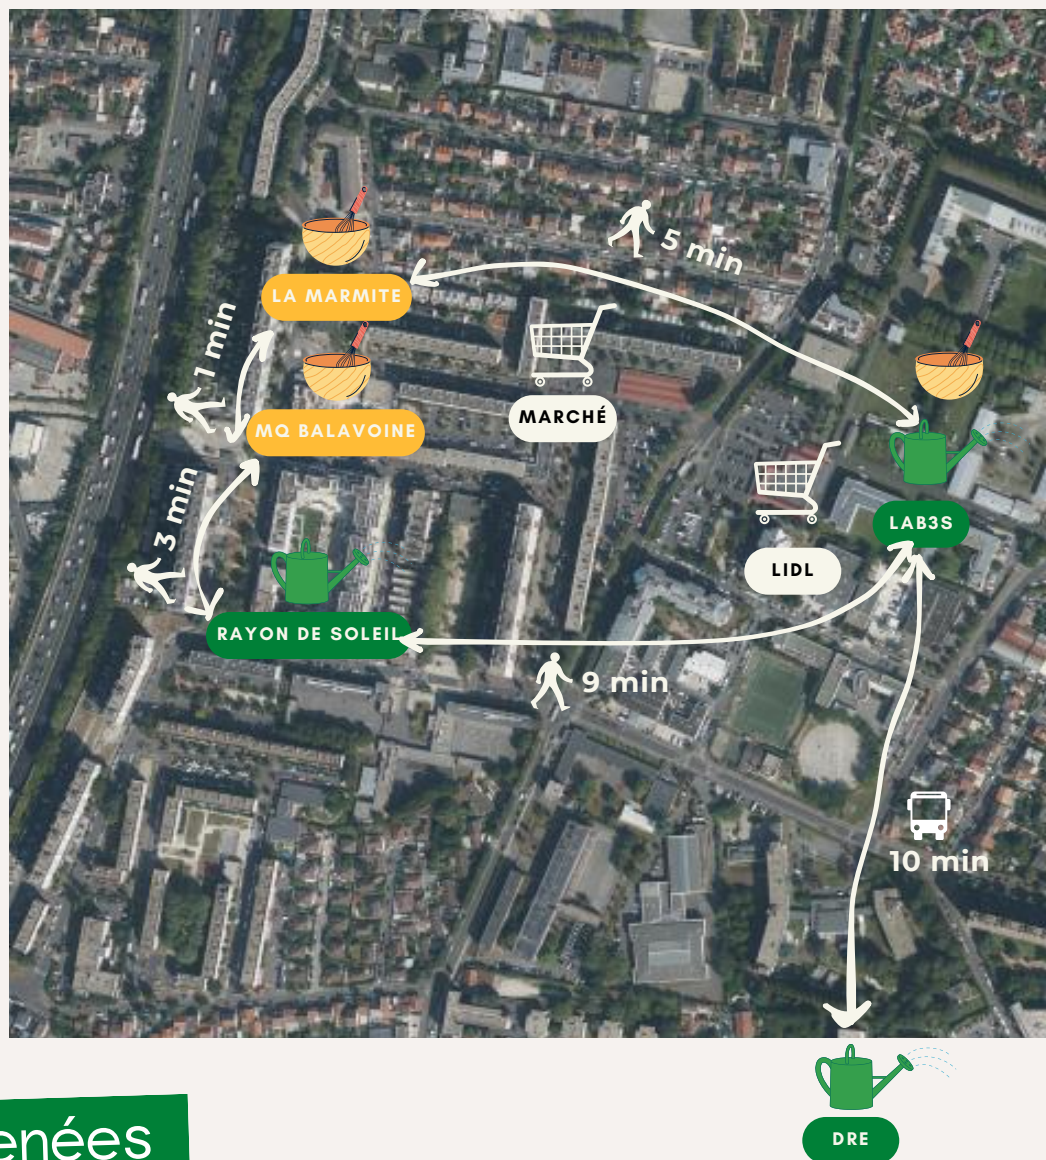 5 min
LA MARMITE
1 min
MARCHÉ
MQ BALAVOINE
3 min
LAB3S
LIDL
RAYON DE SOLEIL
9 min
10 min
enées
DRE